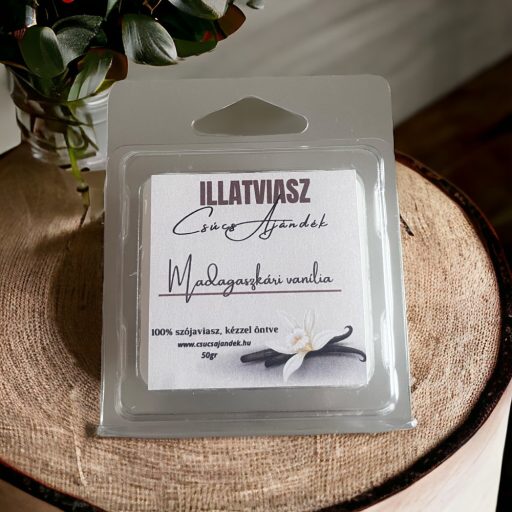 ILLATVIASZ
Csúcs Ajándék
Madagaszkári vanília
100% szójaviasz, kézzel öntve
www.csucsajandek.hu
50gr